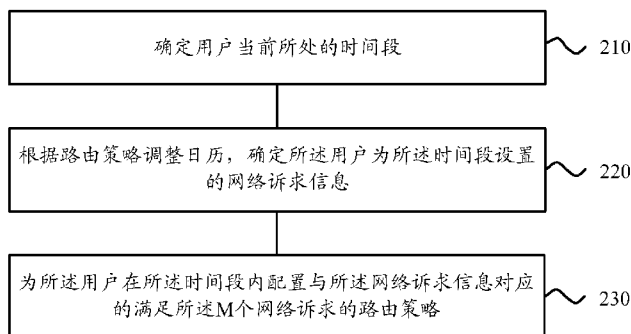 确定用户当前所处的时间段
210
根据路由策略调整日历,确定所述用户为所述时间段设置
的网络诉求信息
220
为所述用户在所述时间段内配置与所述网络诉求信息对应
的满足所述M个网络诉求的路由策略
230